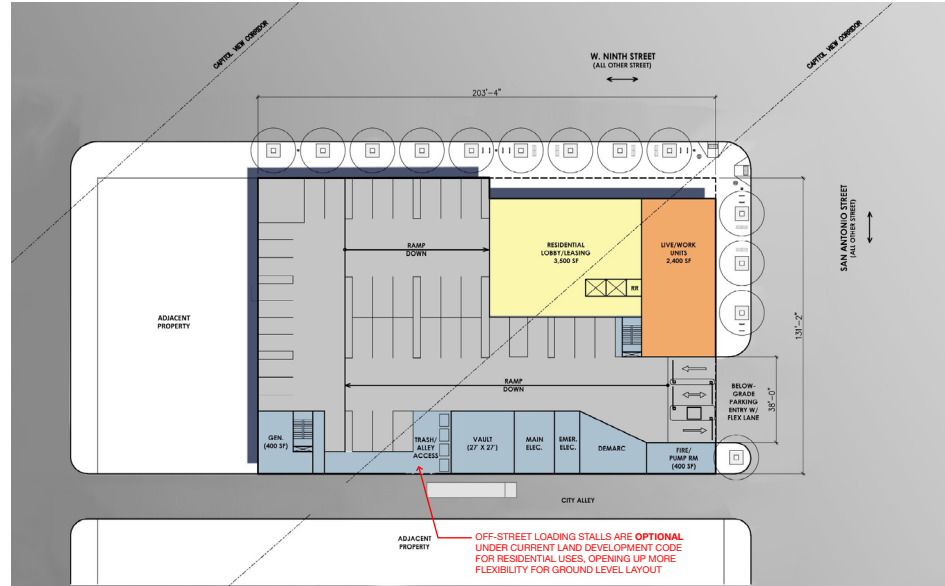 CAPITOL VIEW CORRIDOR
CAPITOL VIEW CORRIDOR
W. NINTH STREET
(ALL OTHER STREET)
203'-4"
SAN ANTONIO STREET
(ALL OTHER STREET)
RAMP
DOWN
RESIDENTIAL
LOBBY/LEASING
3,500 SF
LIVE/WORK
UNITS
2,400 SF
RR
ADJACENT
PROPERTY
131'-2"
RAMP
DOWN
BELOW-
GRADE
PARKING
ENTRY W/
FLEX LANE
38'-0"
GEN.
(400 SF)
TRASH/
ALLEY
ACCESS
VAULT
(27' X 27')
MAIN
ELEC.
EMER.
ELEC.
DEMARC
FIRE/
PUMP RM
(400 SF)
CITY ALLEY
ADJACENT
PROPERTY
OFF-STREET LOADING STALLS ARE OPTIONAL
UNDER CURRENT LAND DEVELOPMENT CODE
FOR RESIDENTIAL USES, OPENING UP MORE
FLEXIBILITY FOR GROUND LEVEL LAYOUT